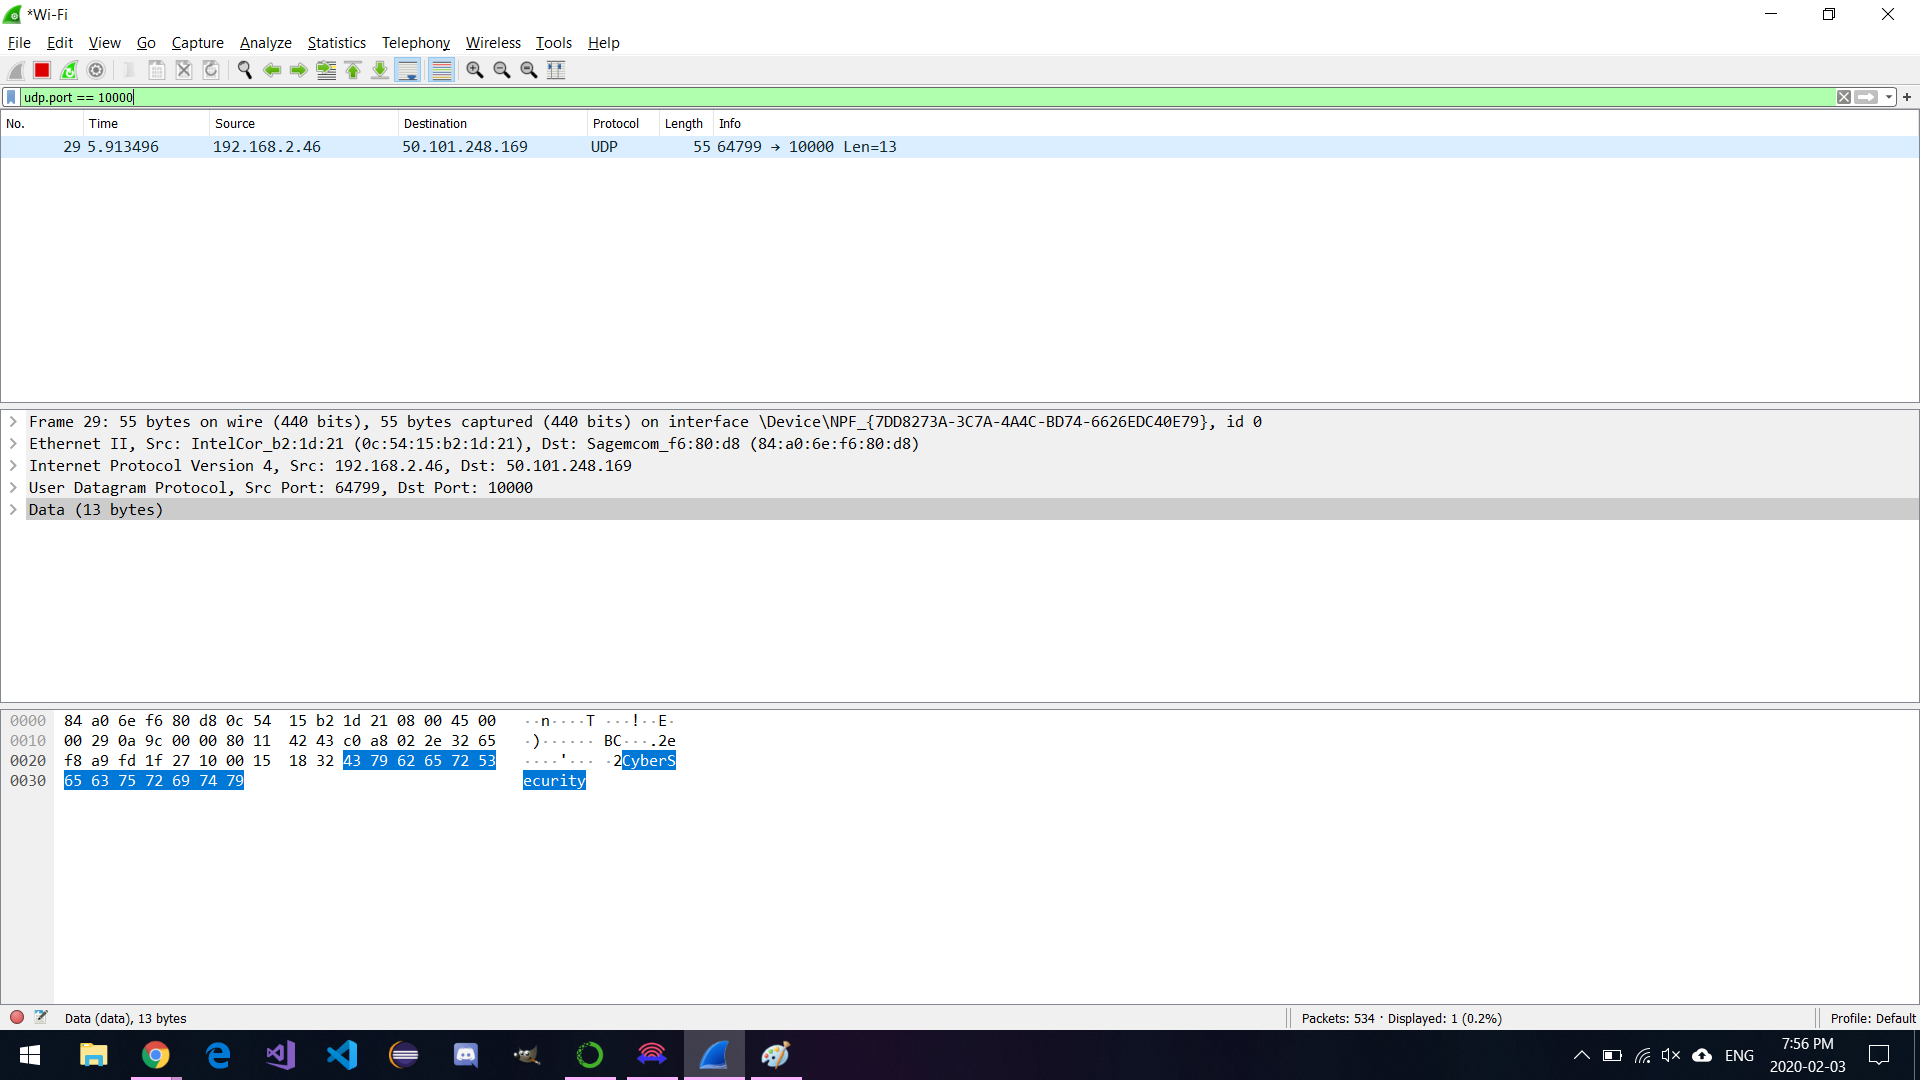 *Wi-Fi
File Edit View Go Capture Analyze Statistics Telephony Wireless Tools Help
udp.port == 10000
No. Time Source Destination Protocol Length Info
29 5.913496 192.168.2.46 50.101.248.169 UDP 55 64799 → 10000 Len=13
Frame 29: 55 bytes on wire (440 bits), 55 bytes captured (440 bits) on interface \Device\NPF_{7DD8273A-3C7A-4A4C-BD74-6626EDC40E79}, id 0
Ethernet II, Src: IntelCor_b2:1d:21 (0c:54:15:b2:1d:21), Dst: Sagemcom_f6:80:d8 (84:a0:6e:f6:80:d8)
Internet Protocol Version 4, Src: 192.168.2.46, Dst: 50.101.248.169
User Datagram Protocol, Src Port: 64799, Dst Port: 10000
Data (13 bytes)
0000 84 a0 6e f6 80 d8 0c 54 15 b2 1d 21 08 00 45 00 ··n····T ···!··E·
0010 00 29 0a 9c 00 00 80 11 42 43 c0 a8 02 2e 32 65 ·)······ BC···.2e
0020 f8 a9 fd 1f 27 10 00 15 18 32 43 79 62 65 72 53 ····'··· ·2CyberS
0030 65 63 75 72 69 74 79 ecurity
Data (data), 13 bytes Packets: 534 · Displayed: 1 (0.2%) Profile: Default
ENG 7:56 PM
2020-02-03